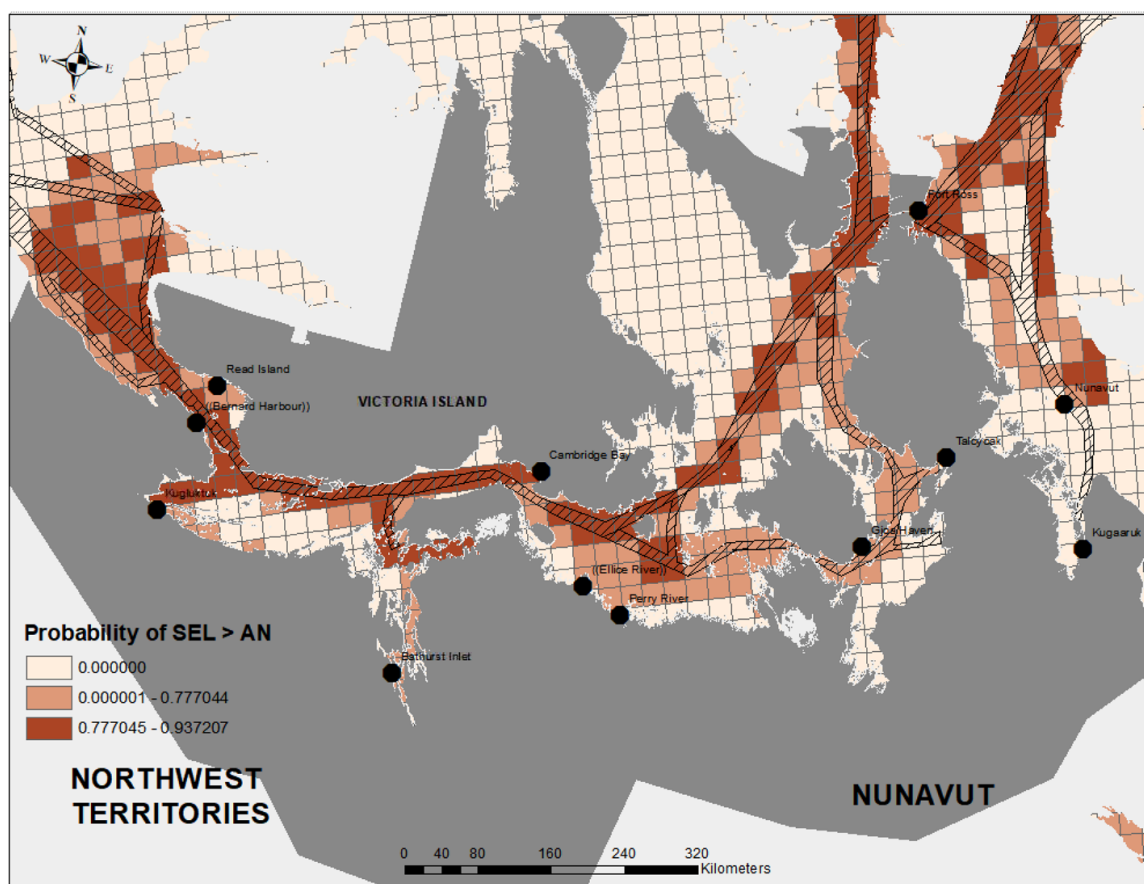 N
W
E
S
Fort Ross
Read Island
((Bernard Harbour))
VICTORIA ISLAND
Nunavut
Cambridge Bay
Talcyoak
Kugluktuk
Gjoa Haven
Kugaaruk
((Ellice River))
Perry River
Bathurst Inlet
Probability of SEL > AN
0.000000
0.000001 - 0.777044
0.777045 - 0.937207
NORTHWEST
TERRITORIES
NUNAVUT
0 40 80 160 240 320
Kilometers